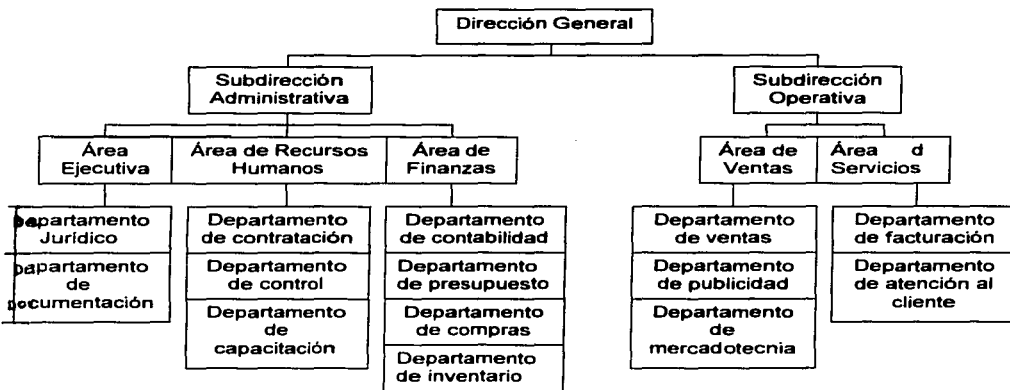 Dirección General
Subdirección
Administrativa
Subdirección
Operativa
Área
Ejecutiva
Área de Recursos
Humanos
Área de
Finanzas
Área de
Ventas
Área d
Servicios
Departamento
Jurídico
Departamento
de
Documentación
Departamento
de contratación
Departamento
de control
Departamento
de
capacitación
Departamento
de contabilidad
Departamento
de presupuesto
Departamento
de compras
Departamento
de inventario
Departamento
de ventas
Departamento
de publicidad
Departamento
de
mercadotecnia
Departamento
de facturación
Departamento
de atención al
cliente